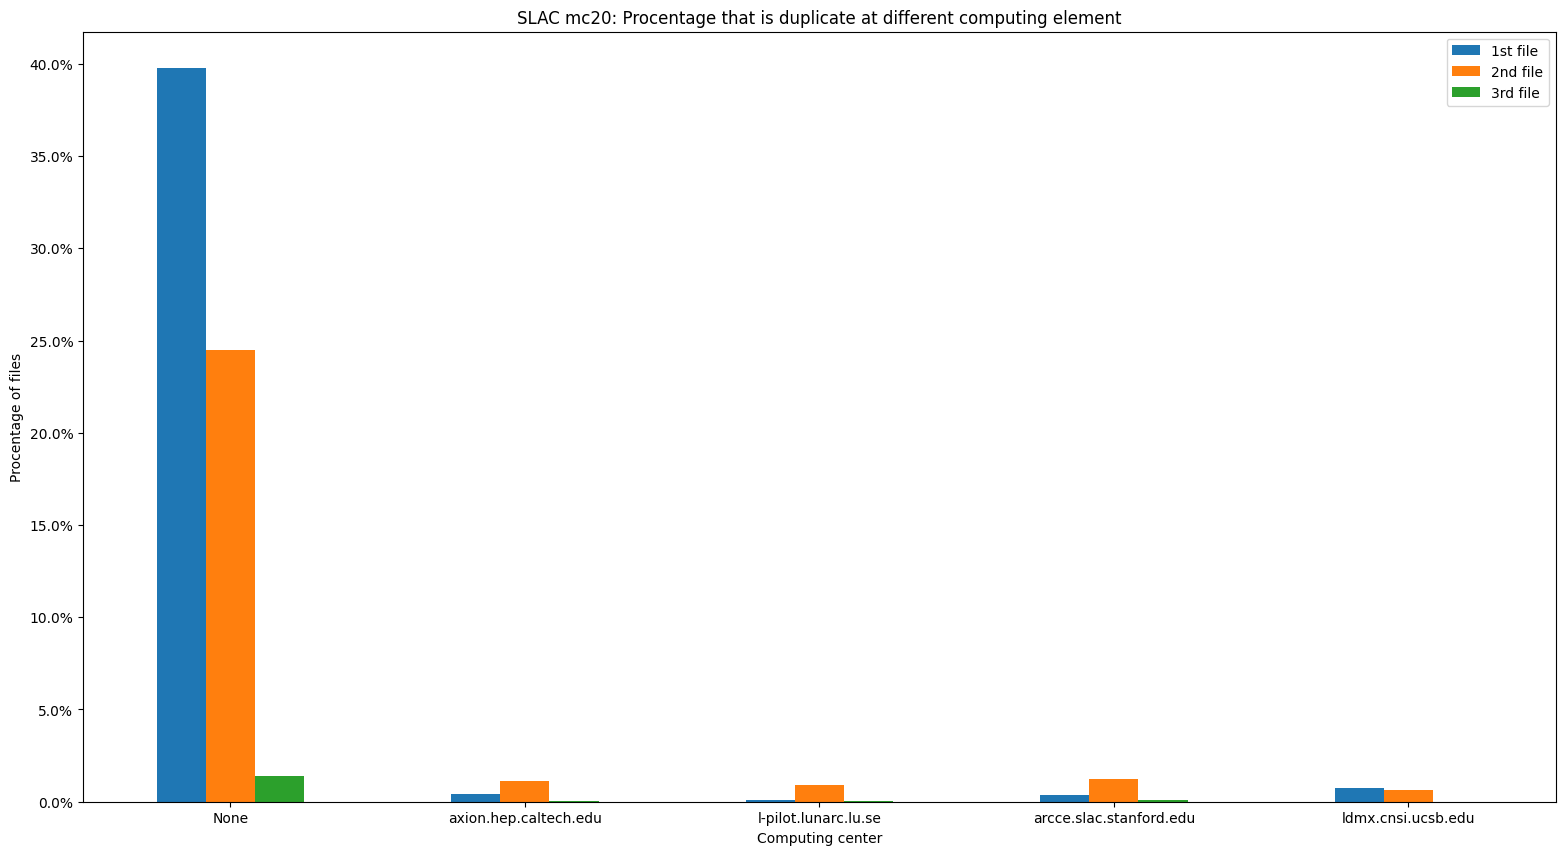 SLAC mc20: Procentage that is duplicate at different computing element
1st file
2nd file
3rd file
Procentage of files
40.0%
35.0%
30.0%
25.0%
20.0%
15.0%
10.0%
5.0%
0.0%
None
axion.hep.caltech.edu
l-pilot.lunarc.lu.se
arcce.slac.stanford.edu
ldmx.cnsi.ucsb.edu
Computing center